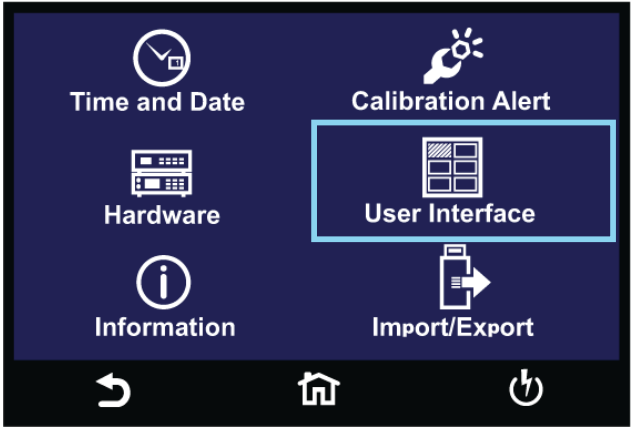 Time and Date
Calibration Alert
Hardware
User Interface
Information
Import/Export